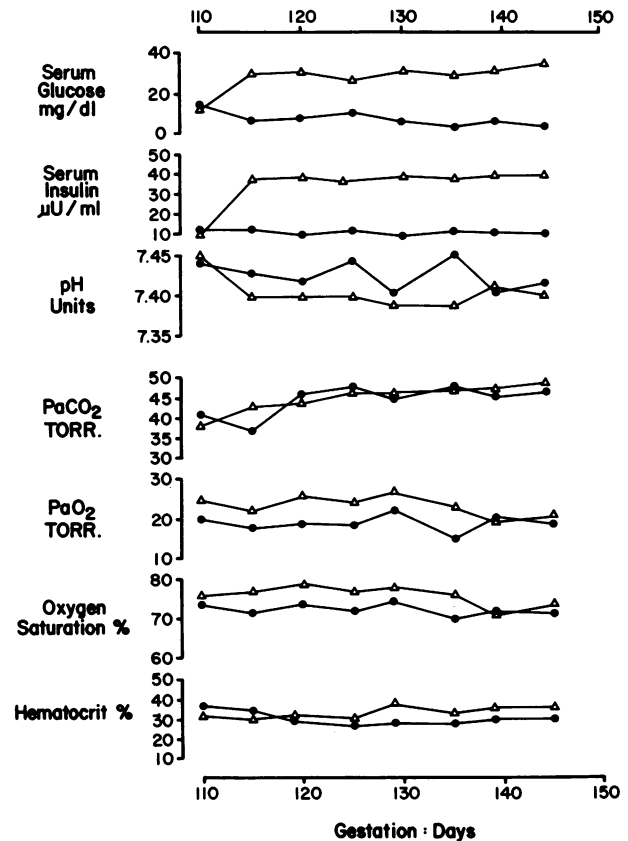 110 120 130 140 150
Serum
Glucose
mg/dl
40
20
0
Serum
Insulin
μU/ml
50
40
30
20
10
pH
Units
7.45
7.40
7.35
PaCO2
TORR.
50
45
40
35
30
PaO2
TORR.
30
20
10
Oxygen
Saturation %
80
70
60
Hematocrit %
50
40
30
20
10
110 120 130 140 150
Gestation : Days